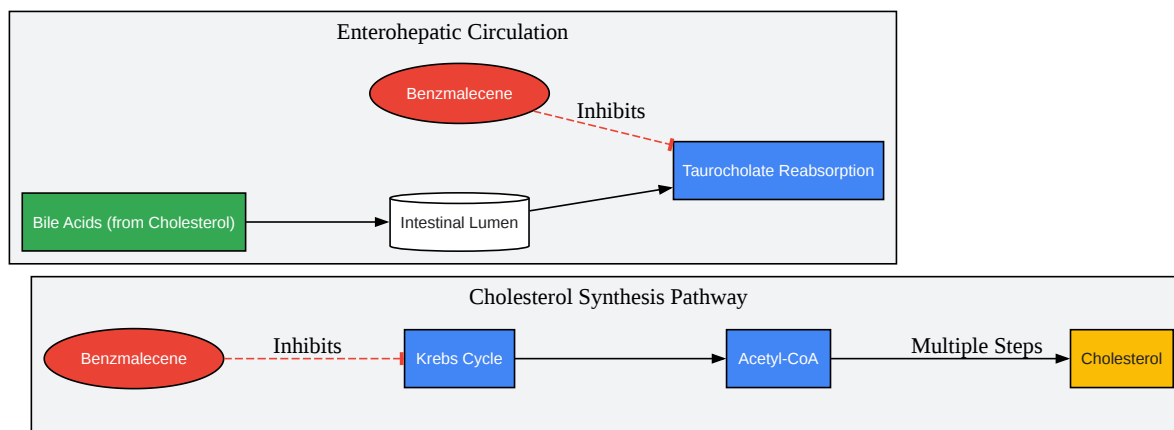 Enterohepatic Circulation
Benzmalecene
Inhibits
Taurocholate Reabsorption
Bile Acids (from Cholesterol)
Intestinal Lumen
Cholesterol Synthesis Pathway
Benzmalecene
Inhibits
Krebs Cycle
Acetyl-CoA
Multiple Steps
Cholesterol